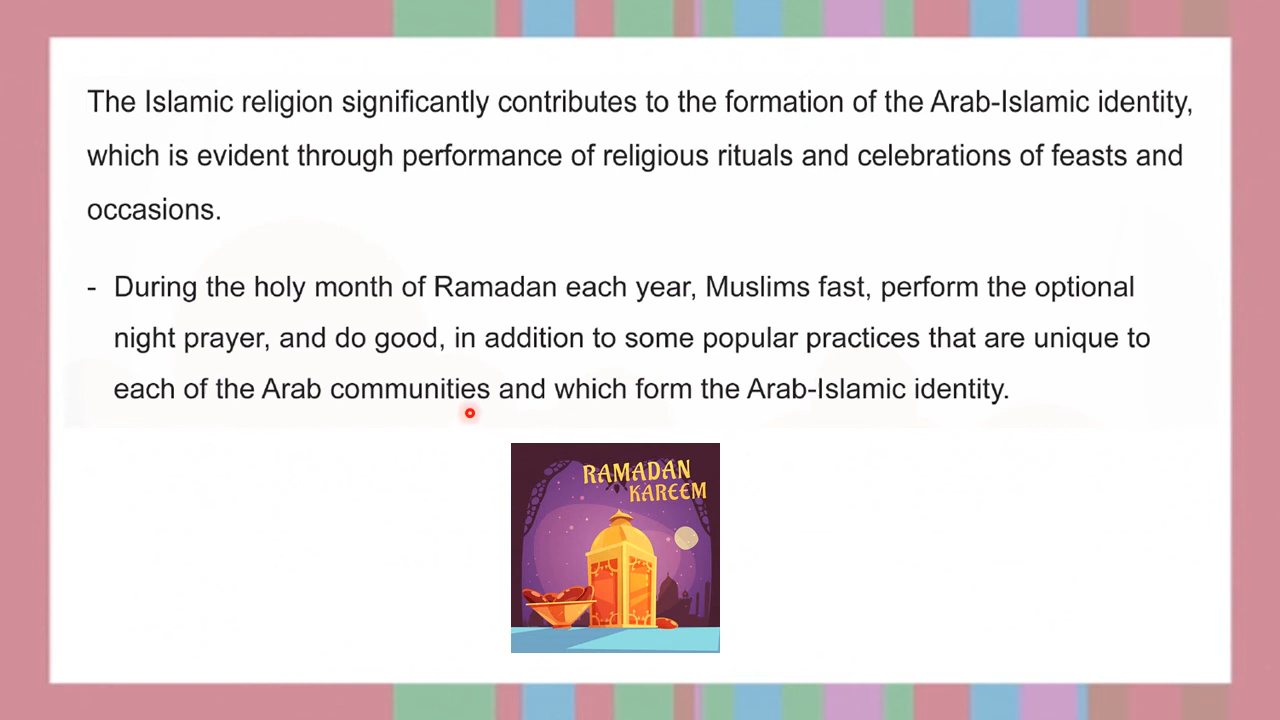 The Islamic religion significantly contributes to the formation of the Arab-Islamic identity,
which is evident through performance of religious rituals and celebrations of feasts and
occasions.
- During the holy month of Ramadan each year, Muslims fast, perform the optional
night prayer, and do good, in addition to some popular practices that are unique to
each of the Arab communities and which form the Arab-Islamic identity.
RAMADAN
KAREEM